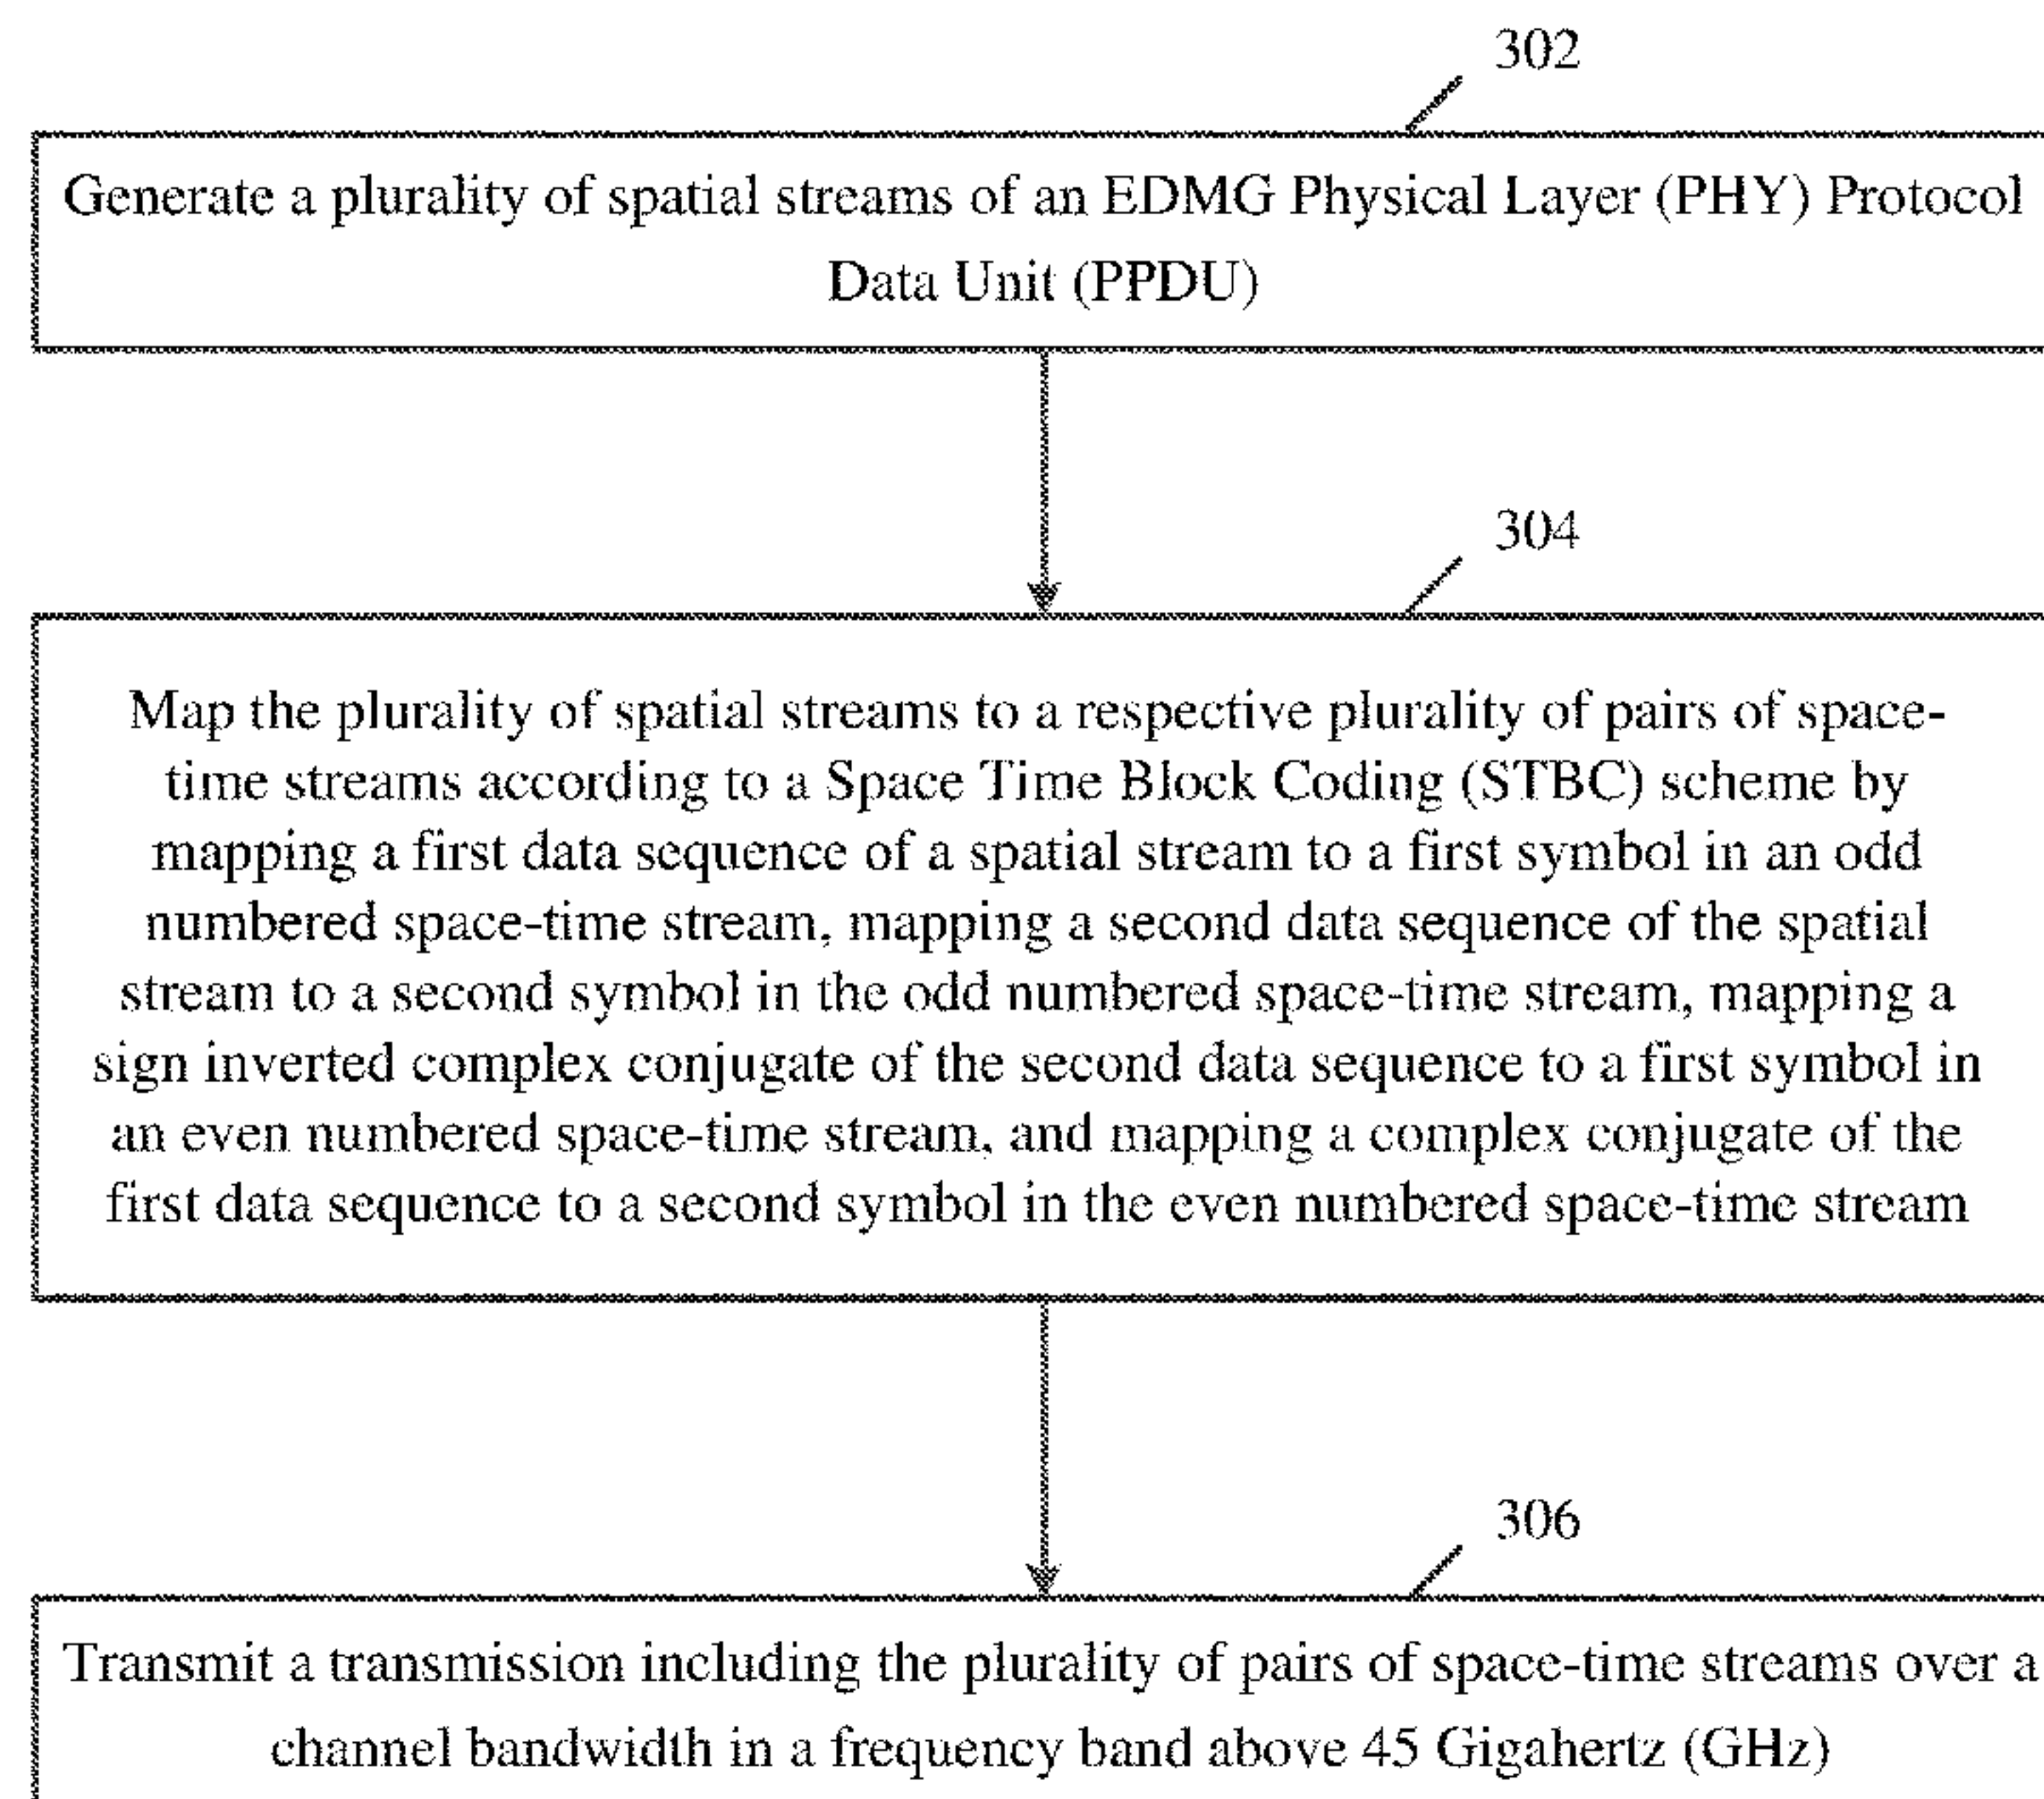 302
Generate a plurality of spatial streams of an EDMG Physical Layer (PHY) Protocol
Data Unit (PPDU)
304
Map the plurality of spatial streams to a respective plurality of pairs of space-
time streams according to a Space Time Block Coding (STBC) scheme by
mapping a first data sequence of a spatial stream to a first symbol in an odd
numbered space-time stream, mapping a second data sequence of the spatial
stream to a second symbol in the odd numbered space-time stream, mapping a
sign inverted complex conjugate of the second data sequence to a first symbol in
an even numbered space-time stream, and mapping a complex conjugate of the
first data sequence to a second symbol in the even numbered space-time stream
306
Transmit a transmission including the plurality of pairs of space-time streams over a
channel bandwidth in a frequency band above 45 Gigahertz (GHz)